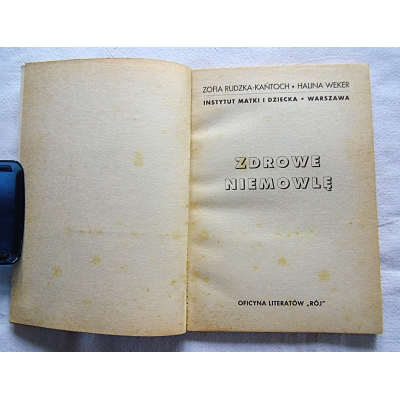 ZOFIA RUDZKA-KAŃTOCH • HALINA WEKER
INSTYTUT MATKI I DZIECKA • WARSZAWA
ZDROWE
NIEMOWLĘ
OFICYNA LITERATÓW „RÓJ”